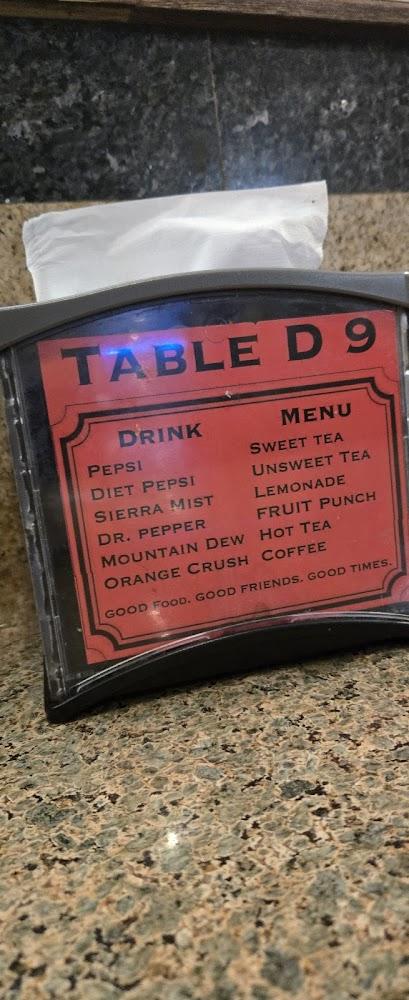 TABLE D 9
DRINK MENU
PEPSI
DIET PEPSI
SIERRA MIST
DR. PEPPER
MOUNTAIN DEW
ORANGE CRUSH
SWEET TEA
UNSWEET TEA
LEMONADE
FRUIT PUNCH
HOT TEA
COFFEE
GOOD FOOD. GOOD FRIENDS. GOOD TIMES.